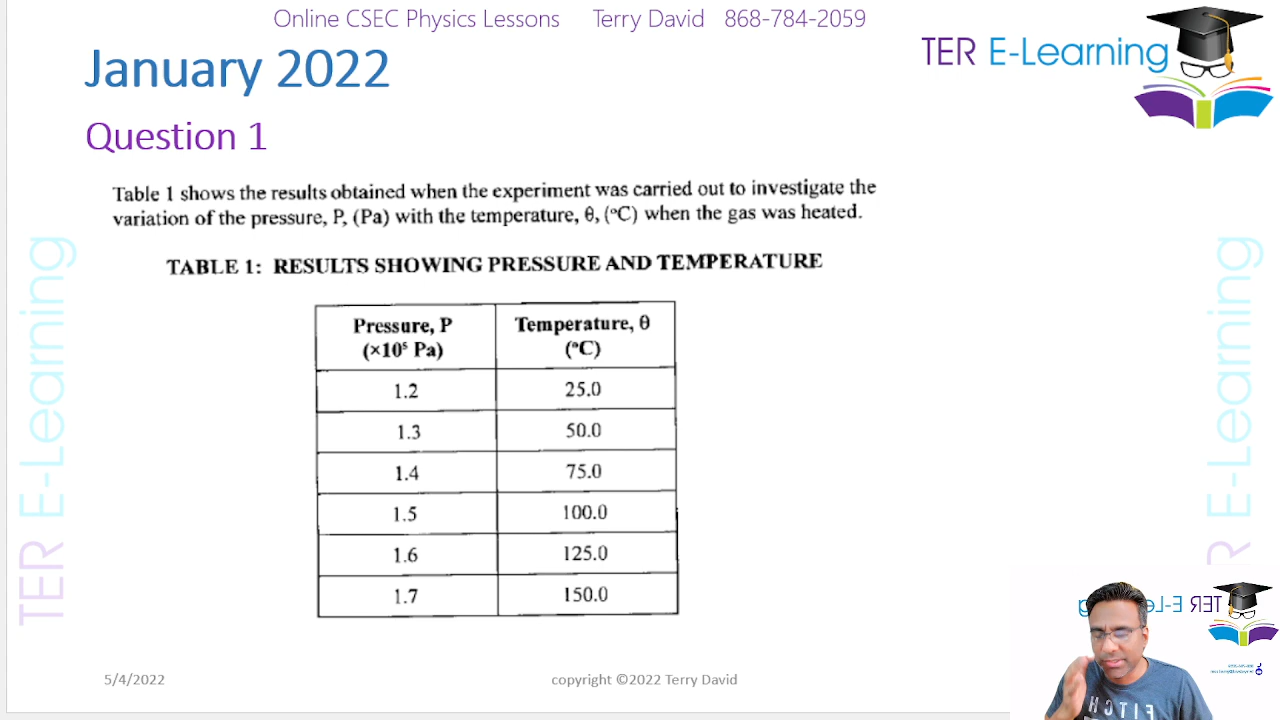 Online CSEC Physics Lessons Terry David 868-784-2059
TER E-Learning
January 2022
Question 1
Table 1 shows the results obtained when the experiment was carried out to investigate the
variation of the pressure, P, (Pa) with the temperature, θ, (°C) when the gas was heated.
TABLE 1: RESULTS SHOWING PRESSURE AND TEMPERATURE
Pressure, P Temperature, θ
(×10⁵ Pa) (°C)
1.2 25.0
1.3 50.0
1.4 75.0
1.5 100.0
1.6 125.0
1.7 150.0
TER E-Learning
TER E-Learning
5/4/2022
copyright ©2022 Terry David